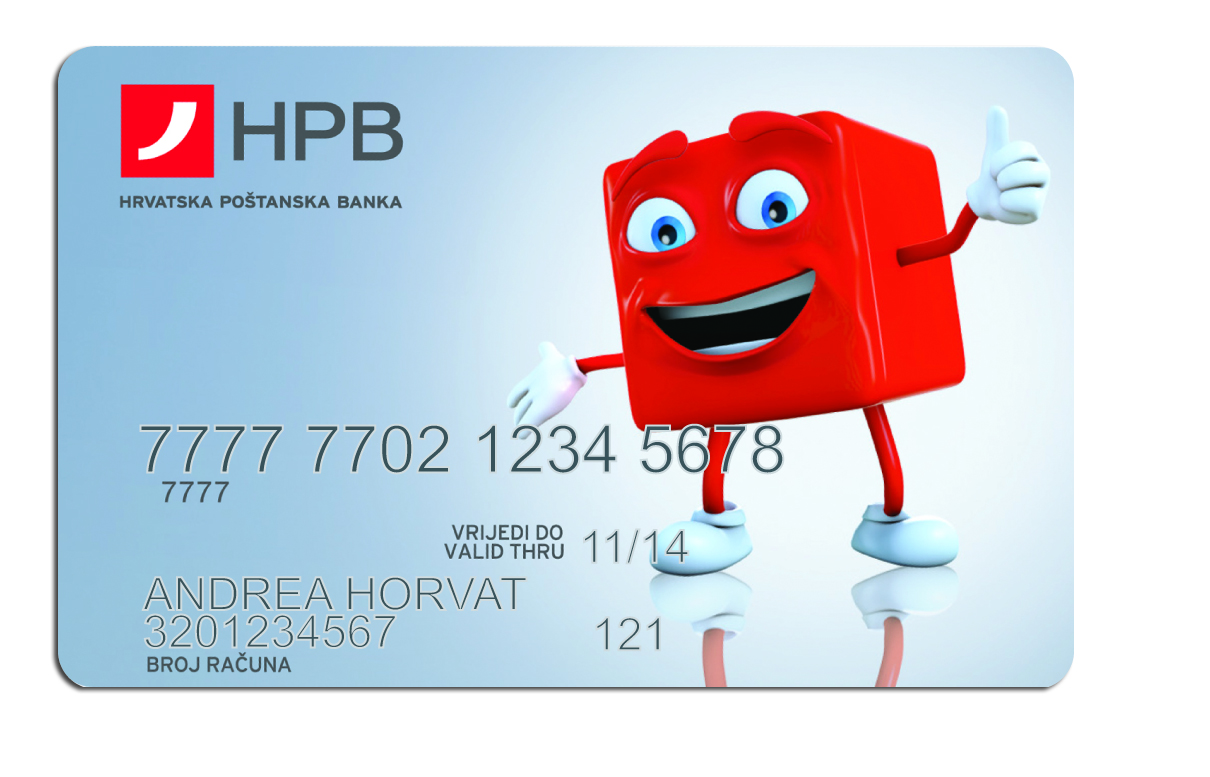 HPB
HRVATSKA POŠTANSKA BANKA
7777 7702 1234 5678
7777
VRIJEDI DO
VALID THRU 11/14
ANDREA HORVAT
3201234567 121
BROJ RAČUNA